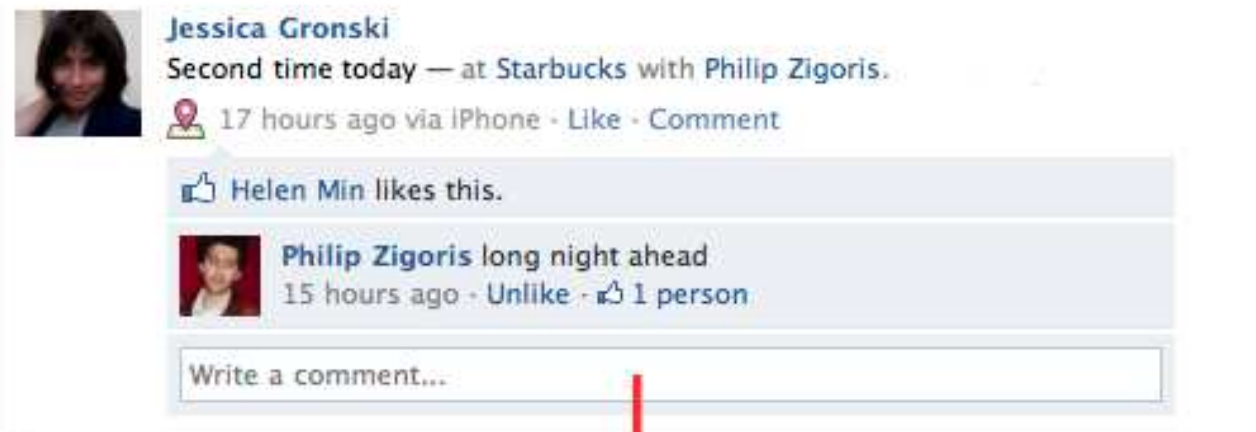 Jessica Gronski
Second time today — at Starbucks with Philip Zigoris.
17 hours ago via iPhone · Like · Comment
Helen Min likes this.
Philip Zigoris long night ahead
15 hours ago · Unlike · 1 person
Write a comment...